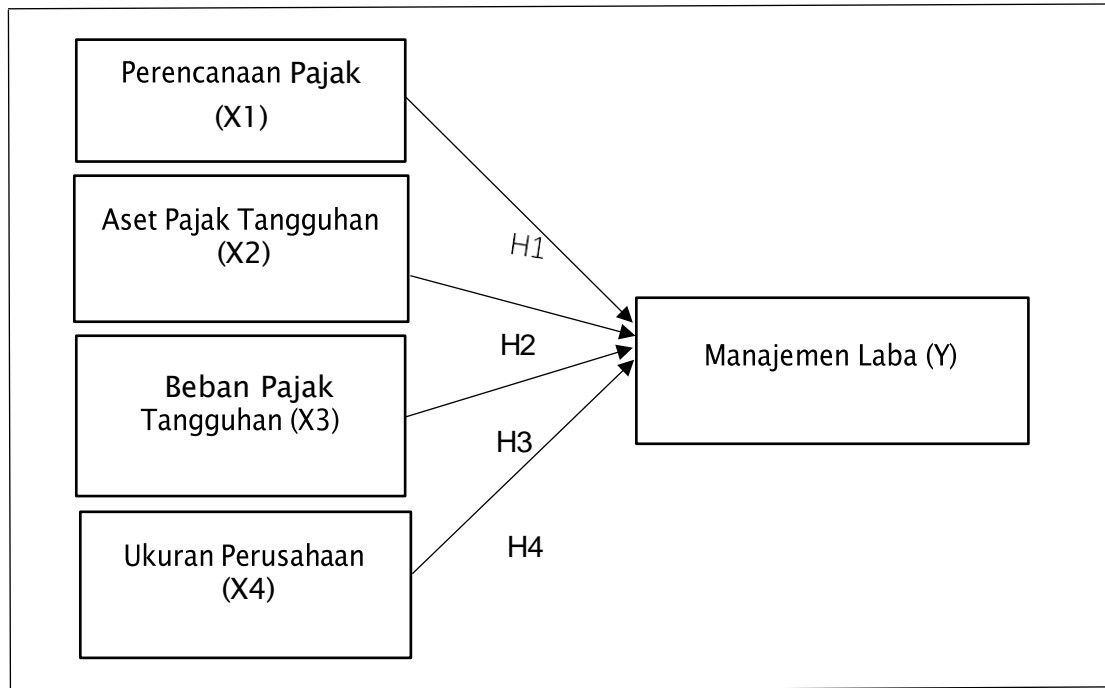 Perencanaan Pajak
(X1)
Aset Pajak Tangguhan
(X2)
Beban Pajak
Tangguhan (X3)
Ukuran Perusahaan
(X4)
H1
H2
H3
H4
Manajemen Laba (Y)